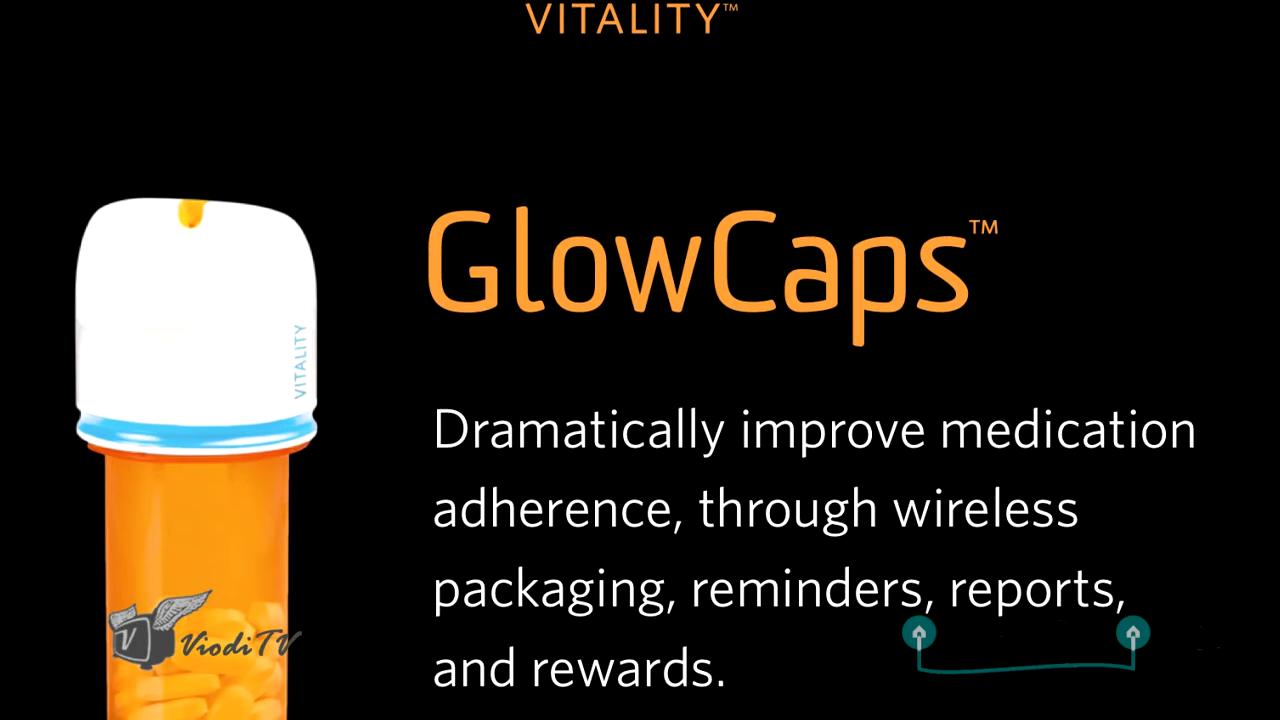 VITALITY™
GlowCaps™
VITALITY
Dramatically improve medication
adherence, through wireless
packaging, reminders, reports,
and rewards.
V ViodiTV